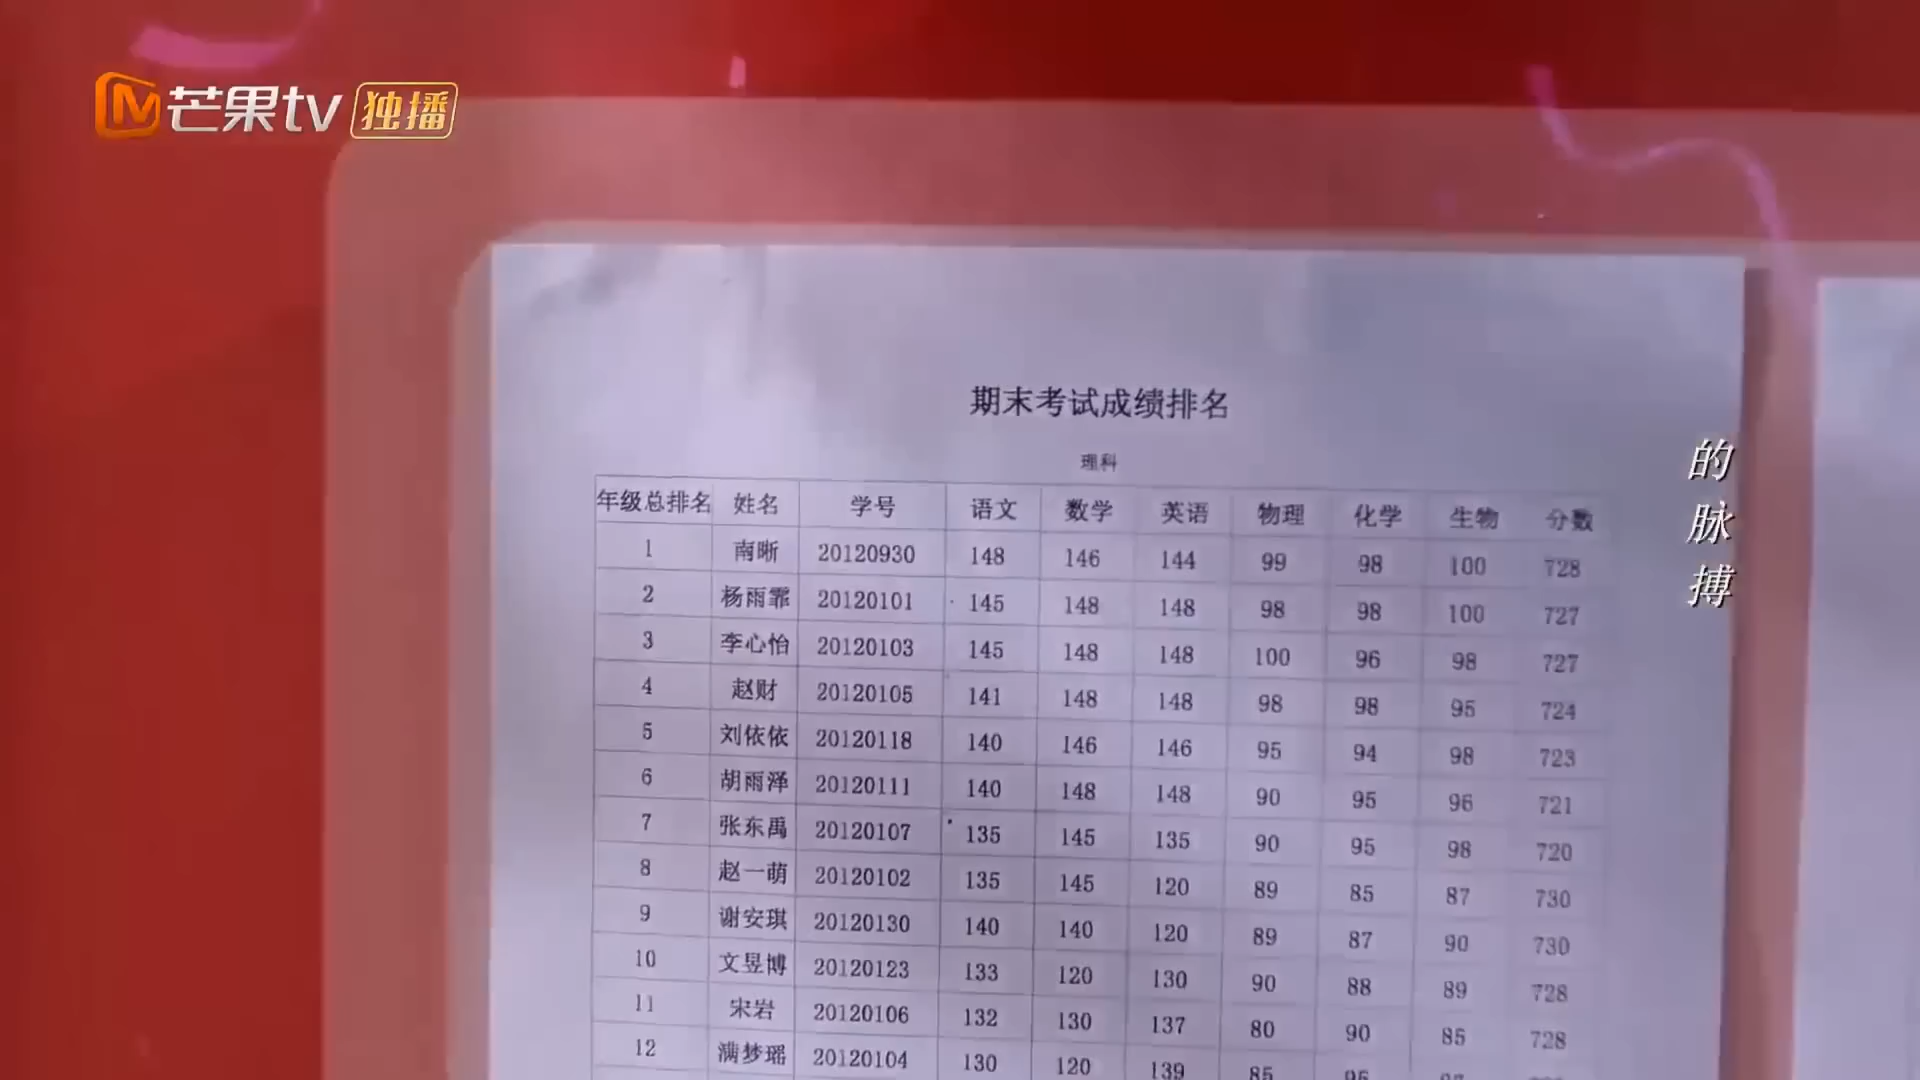 芒果tv 独播
期末考试成绩排名
理科
年级总排名 姓名 学号 语文 数学 英语 物理 化学 生物 分数
1 南晰 20120930 148 146 144 99 98 100 728
2 杨雨霏 20120101 145 148 148 98 98 100 727
3 李心怡 20120103 145 148 148 100 96 98 727
4 赵财 20120105 141 148 148 98 98 95 724
5 刘依依 20120118 140 146 146 95 94 98 723
6 胡雨泽 20120111 140 148 148 90 95 96 721
7 张东禹 20120107 135 145 135 90 95 98 720
8 赵一萌 20120102 135 145 120 89 85 87 730
9 谢安琪 20120130 140 140 120 89 87 90 730
10 文昱博 20120123 133 120 130 90 88 89 728
11 宋岩 20120106 132 130 137 80 90 85 728
12 满梦瑶 20120104 130 120 139 85 95
的脉搏